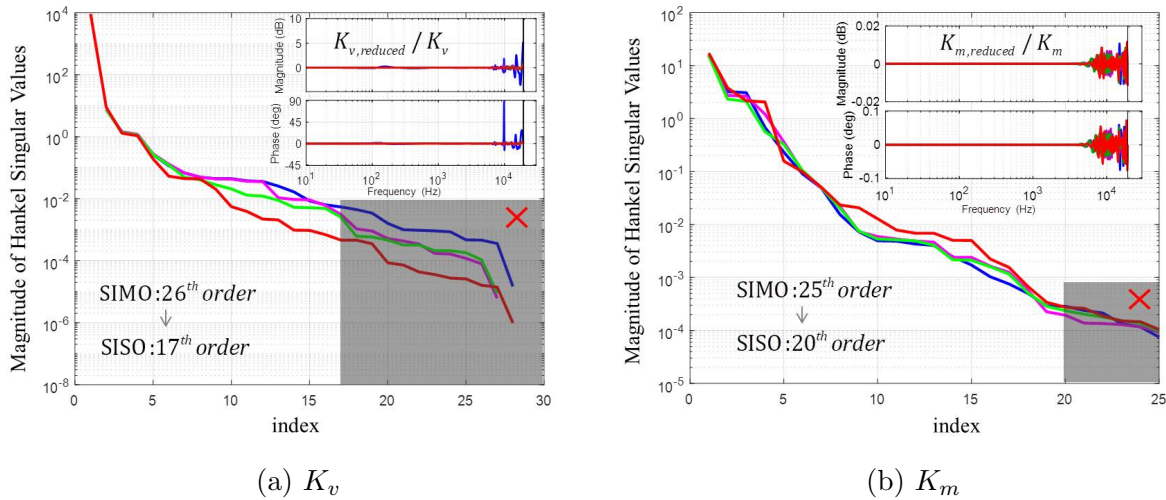 Magnitude of Hankel Singular Values
10^4
10^2
10^0
10^-2
10^-4
10^-6
10^-8
0 5 10 15 20 25 30
index
SIMO:26^th order
SISO:17^th order
K_v,reduced / K_v
Magnitude (dB)
10
5
0
-5
Phase (deg)
90
45
0
-45
10^1 10^2 10^3 10^4
Frequency (Hz)
(a) K_v
Magnitude of Hankel Singular Values
10^2
10^1
10^0
10^-1
10^-2
10^-3
10^-4
10^-5
0 5 10 15 20 25
index
SIMO:25^th order
SISO:20^th order
K_m,reduced / K_m
Magnitude (dB)
0.02
0
-0.02
Phase (deg)
0.1
0
-0.1
10^1 10^2 10^3 10^4
Frequency (Hz)
(b) K_m